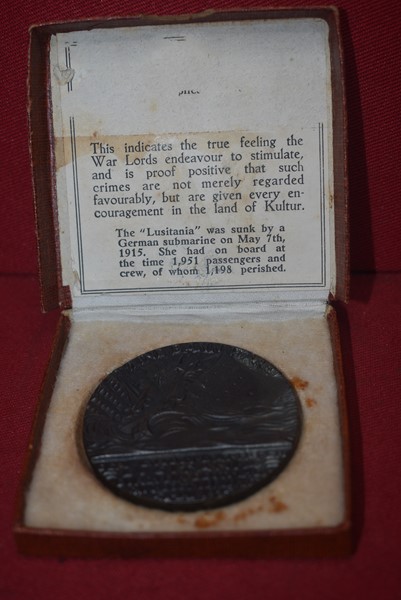 This indicates the true feeling the
War Lords endeavour to stimulate,
and is proof positive that such
crimes are not merely regarded
favourably, but are given every en-
couragement in the land of Kultur.
The "Lusitania" was sunk by a
German submarine on May 7th,
1915. She had on board at
the time 1,951 passengers and
crew, of whom 1,198 perished.